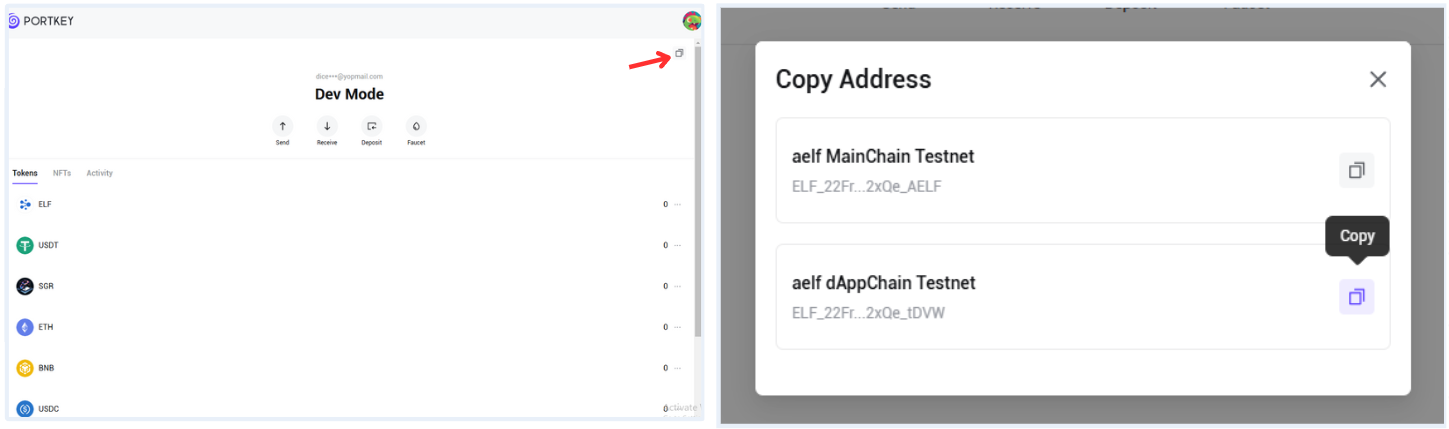 PORTKEY
dice***@yopmail.com
Dev Mode
Send Receive Deposit Faucet
Tokens NFTs Activity
ELF 0 ...
USDT 0 ...
SGR 0 ...
ETH 0 ...
BNB 0 ...
USDC 0
Activate
Copy Address
aelf MainChain Testnet
ELF_22Fr...2xQe_AELF
Copy
aelf dAppChain Testnet
ELF_22Fr...2xQe_tDVW